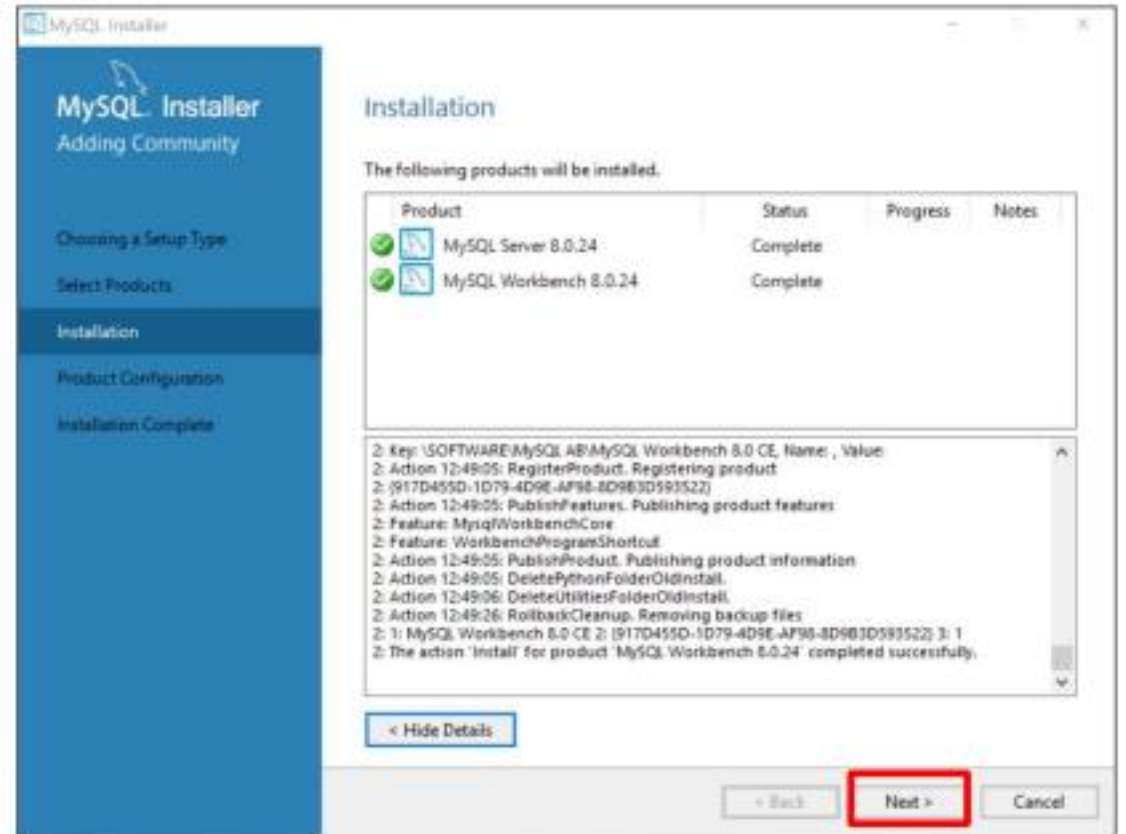 MySQL Installer
MySQL Installer
Adding Community
Choosing a Setup Type
Select Products
Installation
Product Configuration
Installation Complete
Installation
The following products will be installed.
Product Status Progress Notes
MySQL Server 8.0.24 Complete
MySQL Workbench 8.0.24 Complete
2: Key: \SOFTWARE\MySQL AB\MySQL Workbench 8.0 CE, Name: , Value:
2: Action 12:49:05: RegisterProduct. Registering product
2: {917D455D-1D79-4D9E-AF98-8D9B3D593522}
2: Action 12:49:05: PublishFeatures. Publishing product features
2: Feature: MysqlWorkbenchCore
2: Feature: WorkbenchProgramShortcut
2: Action 12:49:05: PublishProduct. Publishing product information
2: Action 12:49:05: DeletePythonFolderOldInstall.
2: Action 12:49:06: DeleteUtilitiesFolderOldInstall.
2: Action 12:49:26: RollbackCleanup. Removing backup files
2: 1: MySQL Workbench 8.0 CE 2: {917D455D-1D79-4D9E-AF98-8D9B3D593522} 3: 1
2: The action 'Install' for product 'MySQL Workbench 8.0.24' completed successfully.
< Hide Details
< Back Next > Cancel